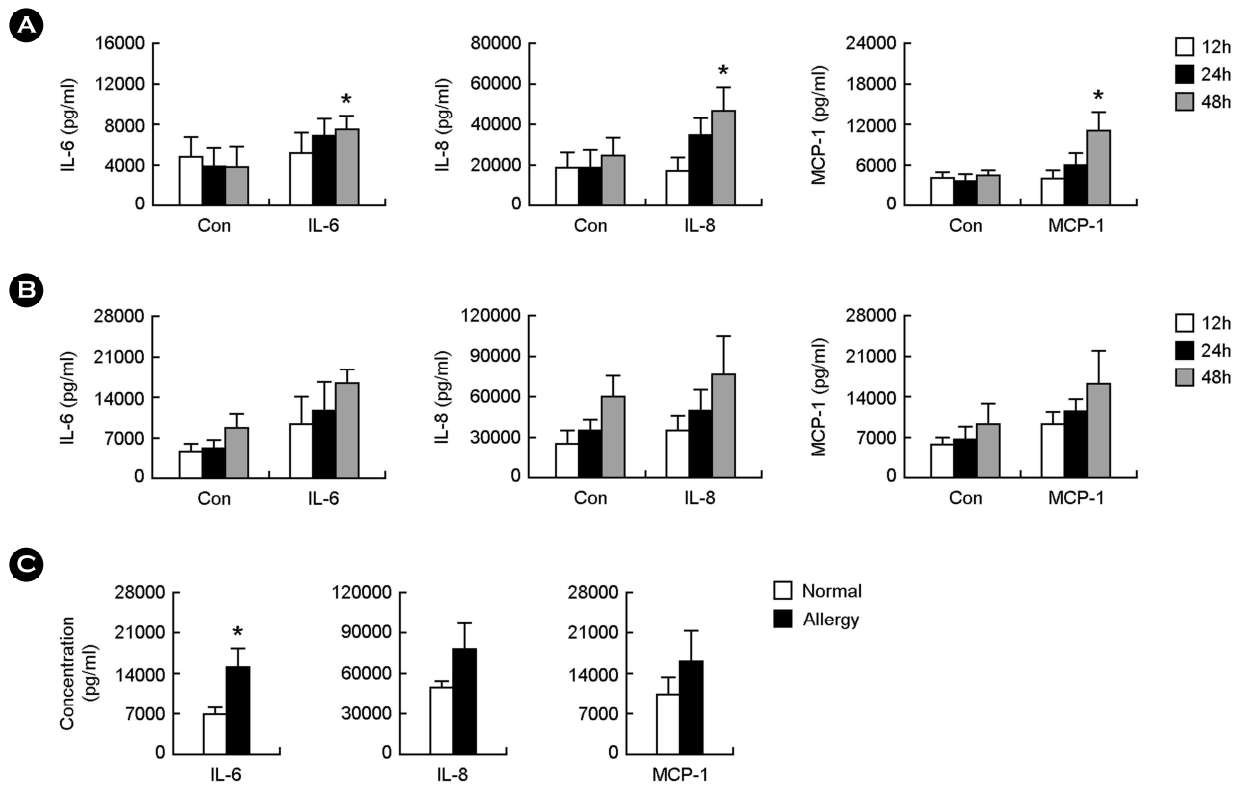 A
IL-6 (pg/ml)
16000
12000
8000
4000
0
*
Con
IL-6
IL-8 (pg/ml)
80000
60000
40000
20000
0
*
Con
IL-8
MCP-1 (pg/ml)
24000
18000
12000
6000
0
*
Con
MCP-1
12h
24h
48h
B
IL-6 (pg/ml)
28000
21000
14000
7000
0
Con
IL-6
IL-8 (pg/ml)
120000
90000
60000
30000
0
Con
IL-8
MCP-1 (pg/ml)
28000
21000
14000
7000
0
Con
MCP-1
12h
24h
48h
C
Concentration
(pg/ml)
28000
21000
14000
7000
0
*
IL-6
120000
90000
60000
30000
0
IL-8
28000
21000
14000
7000
0
MCP-1
Normal
Allergy